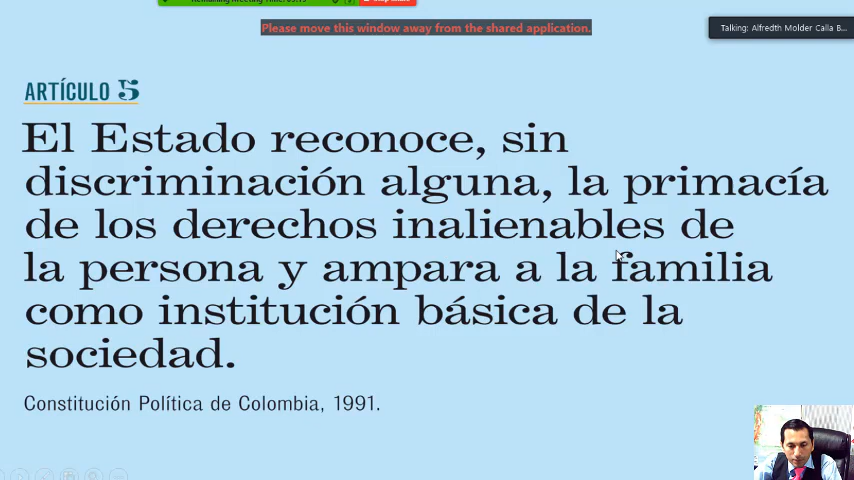 Please move this window away from the shared application.
Talking: Alfredth Molder Calla B...
ARTÍCULO 5
El Estado reconoce, sin
discriminación alguna, la primacía
de los derechos inalienables de
la persona y ampara a la familia
como institución básica de la
sociedad.
Constitución Política de Colombia, 1991.